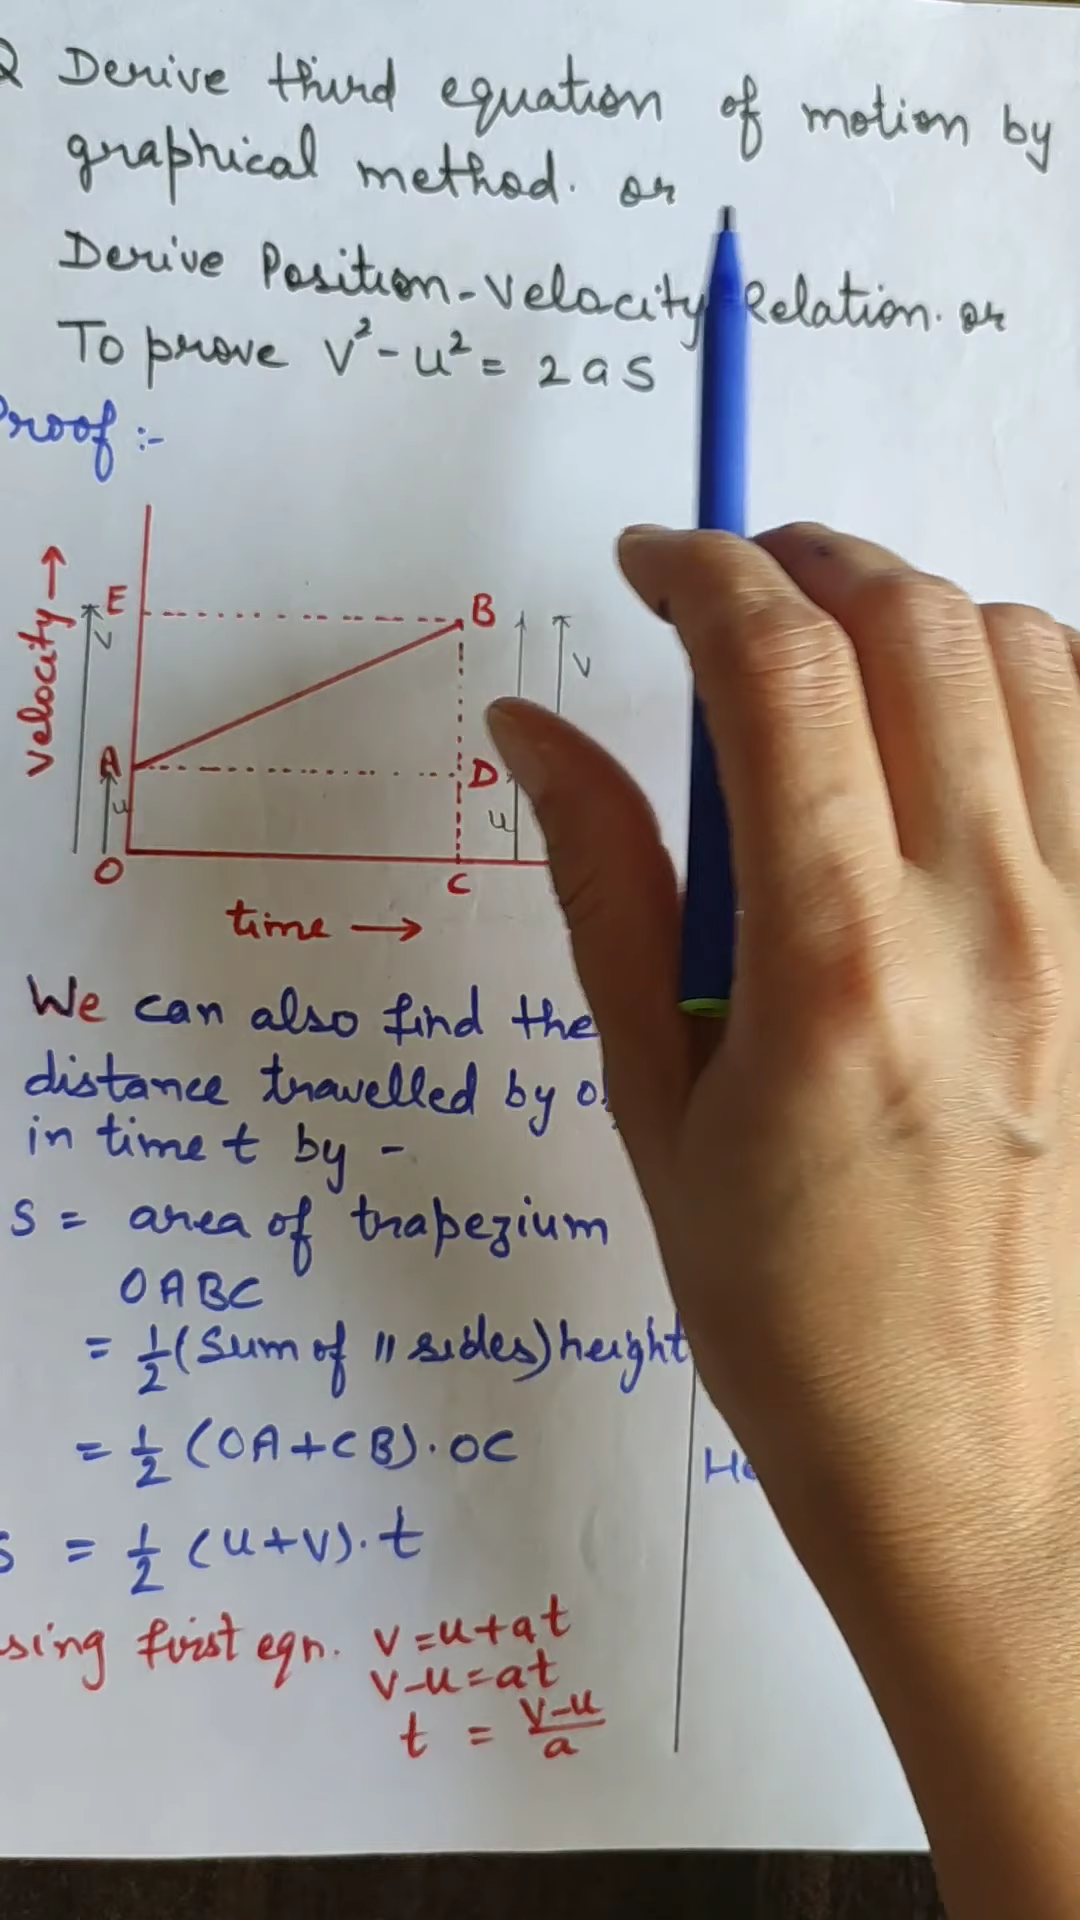 Q Derive third equation of motion by
graphical method. or
Derive Position-Velocity Relation. or
To prove V² - u² = 2as
Proof :-
velocity →
E
V
B
V
A
u
D
u
O
C
time →
We can also find the
distance travelled by
in time t by -
S = area of trapezium
OABC
= 1/2 (Sum of || sides) height
= 1/2 (OA+CB).OC
S = 1/2 (u+v).t
sing first eqn. v=u+at
v-u=at
t = v-u/a